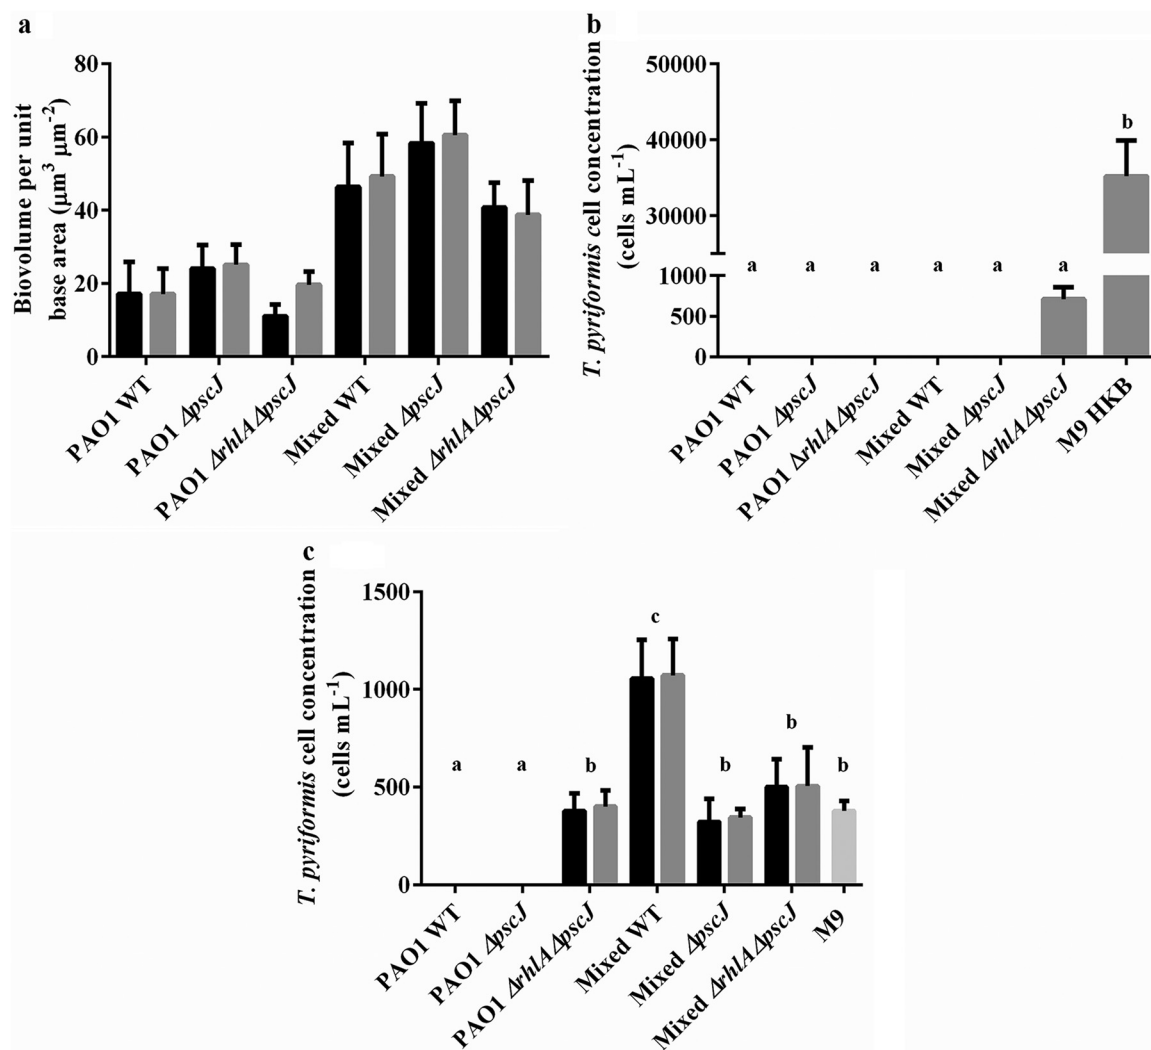 a
Biovolume per unit
base area (μm³ μm⁻²)
80
60
40
20
0
PAO1 WT
PAO1 ΔpscJ
PAO1 ΔrhlAΔpscJ
Mixed WT
Mixed ΔpscJ
Mixed ΔrhlAΔpscJ
b
T. pyriformis cell concentration
(cells mL⁻¹)
50000
40000
30000
1000
500
0
a a a a a a b
PAO1 WT
PAO1 ΔpscJ
PAO1 ΔrhlAΔpscJ
Mixed WT
Mixed ΔpscJ
Mixed ΔrhlAΔpscJ
M9 HKB
c
T. pyriformis cell concentration
(cells mL⁻¹)
1500
1000
500
0
a a b c b b b
PAO1 WT
PAO1 ΔpscJ
PAO1 ΔrhlAΔpscJ
Mixed WT
Mixed ΔpscJ
Mixed ΔrhlAΔpscJ
M9